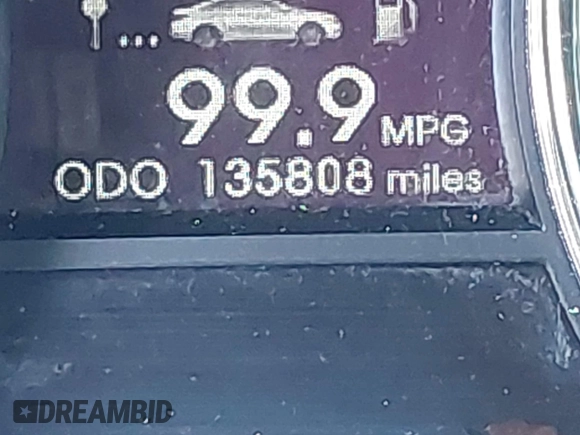 99.9 MPG
ODO 135808 miles
DREAMBID